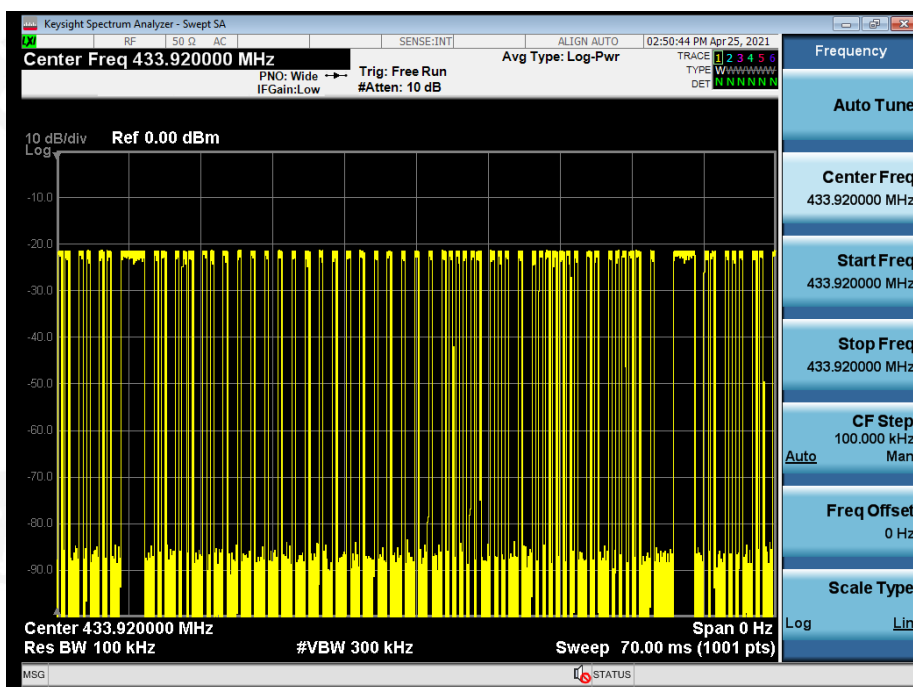 Keysight Spectrum Analyzer - Swept SA
LXI RF 50 Ω AC SENSE:INT ALIGN AUTO 02:50:44 PM Apr 25, 2021
Center Freq 433.920000 MHz
PNO: Wide
IFGain:Low
Trig: Free Run
#Atten: 10 dB
Avg Type: Log-Pwr
TRACE 1 2 3 4 5 6
TYPE WWWWWW
DET N N N N N N
10 dB/div Ref 0.00 dBm
Log
-10.0
-20.0
-30.0
-40.0
-50.0
-60.0
-70.0
-80.0
-90.0
Center 433.920000 MHz Span 0 Hz
Res BW 100 kHz #VBW 300 kHz Sweep 70.00 ms (1001 pts)
MSG STATUS
Frequency
Auto Tune
Center Freq
433.920000 MHz
Start Freq
433.920000 MHz
Stop Freq
433.920000 MHz
CF Step
100.000 kHz
Auto Man
Freq Offset
0 Hz
Scale Type
Log Lin